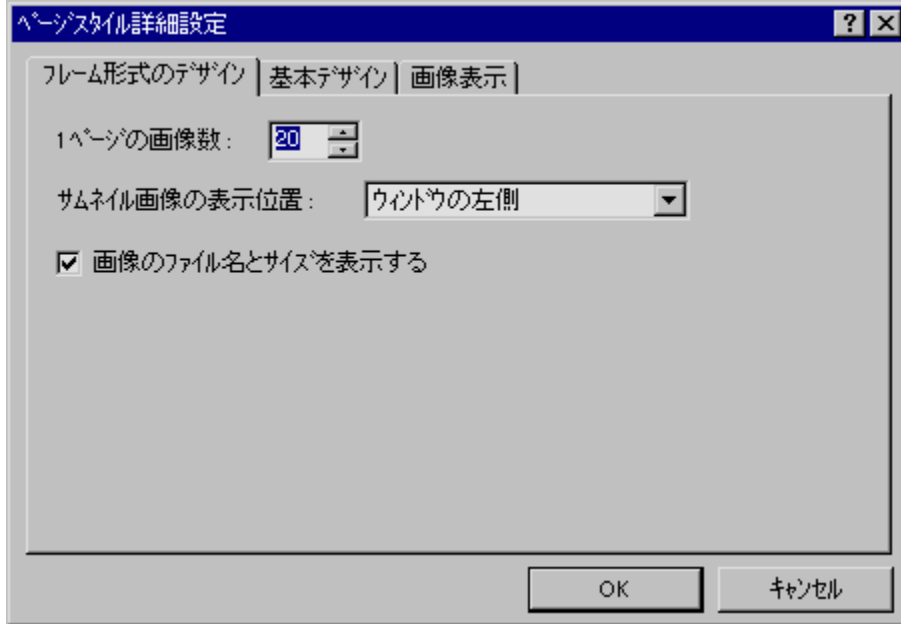 ﾍﾟｰｼﾞｽﾀｲﾙ詳細設定
ﾌﾚｰﾑ形式のﾃﾞｻﾞｲﾝ 基本ﾃﾞｻﾞｲﾝ 画像表示
1ﾍﾟｰｼﾞの画像数： 20
ｻﾑﾈｲﾙ画像の表示位置： ｳｨﾝﾄﾞｳの左側
画像のﾌｧｲﾙ名とｻｲｽﾞを表示する
OK ｷｬﾝｾﾙ